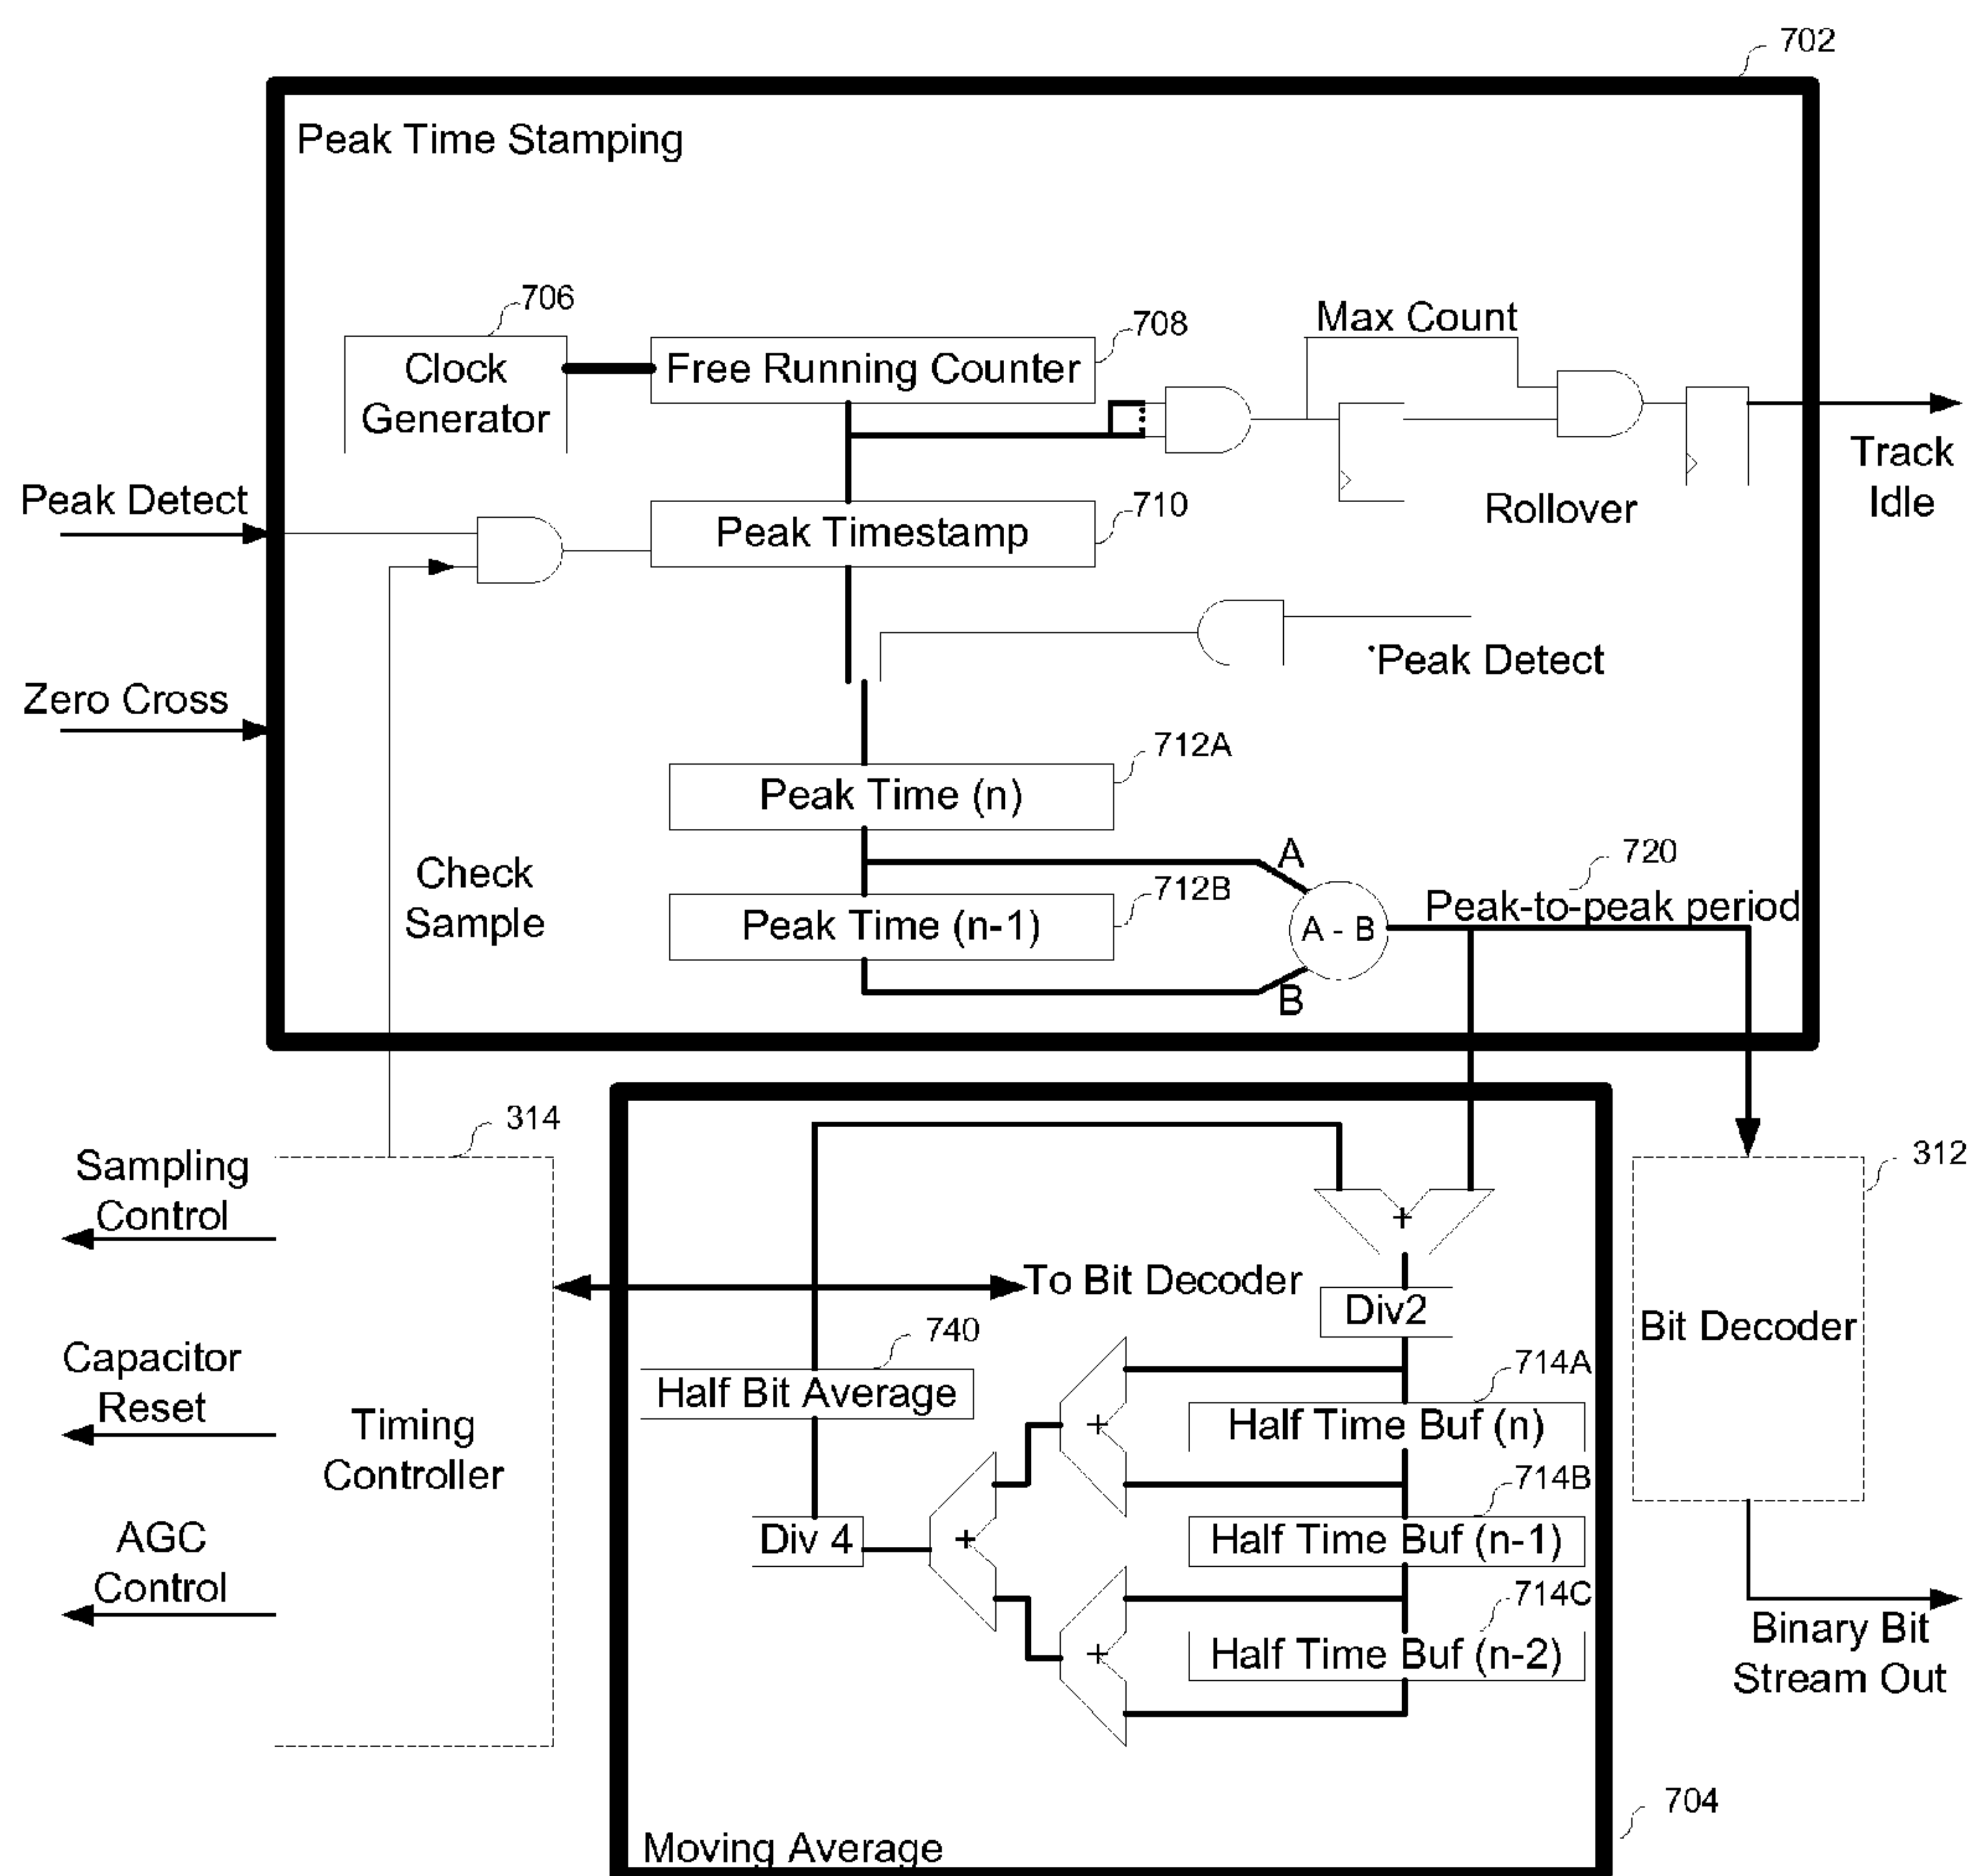 702
Peak Time Stamping
706
708
Max Count
Clock
Generator
Free Running Counter
Track
Idle
Peak Detect
710
Peak Timestamp
Rollover
'Peak Detect
Zero Cross
712A
Peak Time (n)
Check
Sample
A
720
712B
Peak-to-peak period
Peak Time (n-1)
A - B
B
314
Sampling
Control
312
+
To Bit Decoder
Div2
Bit Decoder
740
Capacitor
Reset
714A
Half Bit Average
+
Half Time Buf (n)
Timing
Controller
714B
AGC
Control
Div 4
+
Half Time Buf (n-1)
714C
+
Half Time Buf (n-2)
Binary Bit
Stream Out
704
Moving Average